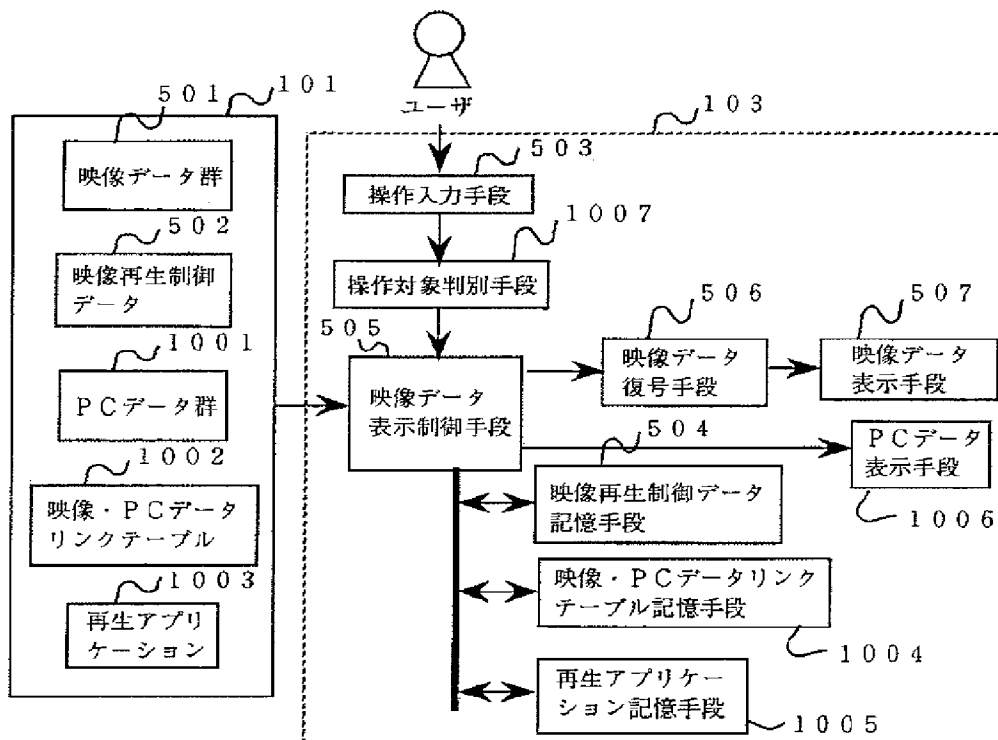 ユーザ
101
501
映像データ群
502
映像再生制御
データ
1001
PCデータ群
1002
映像・PCデータ
リンクテーブル
1003
再生アプリ
ケーション
103
503
操作入力手段
1007
操作対象判別手段
505
映像データ
表示制御手段
506
映像データ
復号手段
507
映像データ
表示手段
504
映像再生制御データ
記憶手段
PCデータ
表示手段
1006
映像・PCデータリンク
テーブル記憶手段
1004
再生アプリケー
ション記憶手段
1005